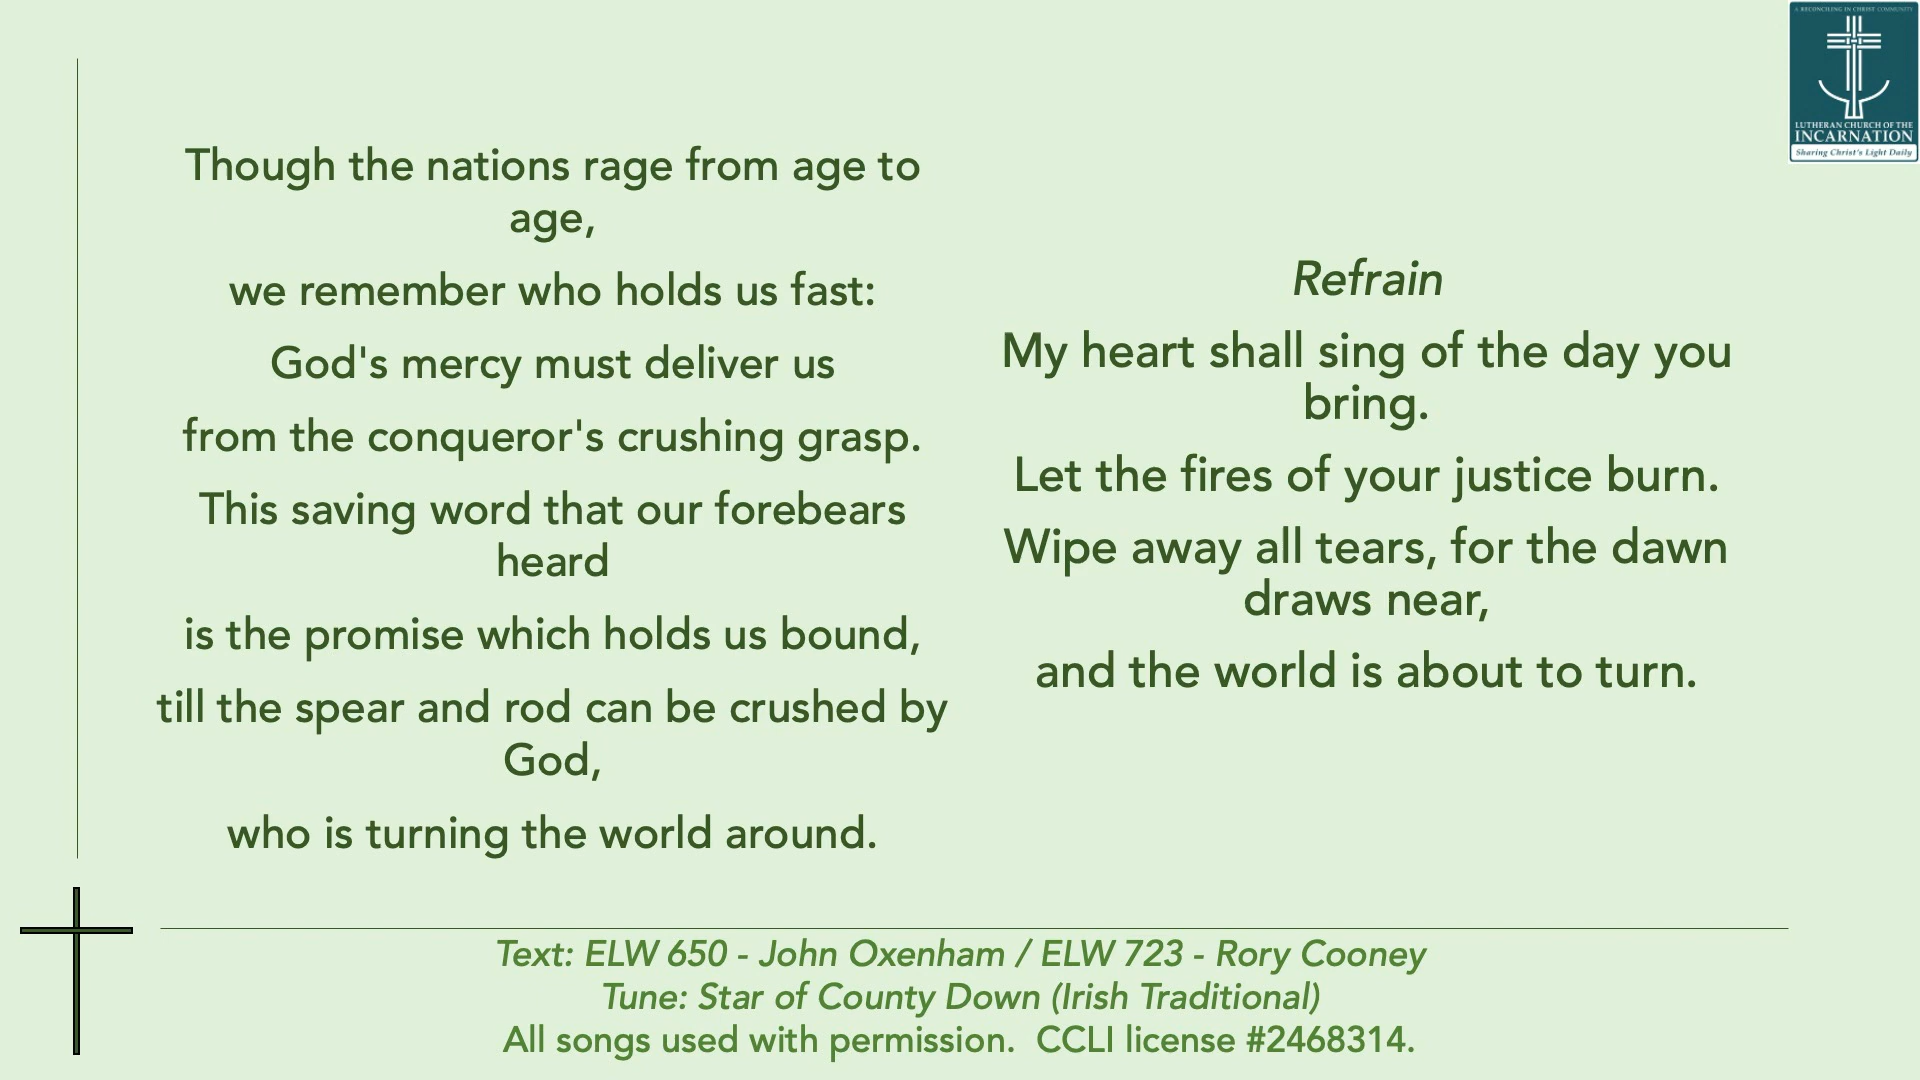 A RECONCILING IN CHRIST COMMUNITY
LUTHERAN CHURCH OF THE
INCARNATION
Sharing Christ's Light Daily
Though the nations rage from age to
age,
we remember who holds us fast:
God's mercy must deliver us
from the conqueror's crushing grasp.
This saving word that our forebears
heard
is the promise which holds us bound,
till the spear and rod can be crushed by
God,
who is turning the world around.
Refrain
My heart shall sing of the day you
bring.
Let the fires of your justice burn.
Wipe away all tears, for the dawn
draws near,
and the world is about to turn.
Text: ELW 650 - John Oxenham / ELW 723 - Rory Cooney
Tune: Star of County Down (Irish Traditional)
All songs used with permission.  CCLI license #2468314.